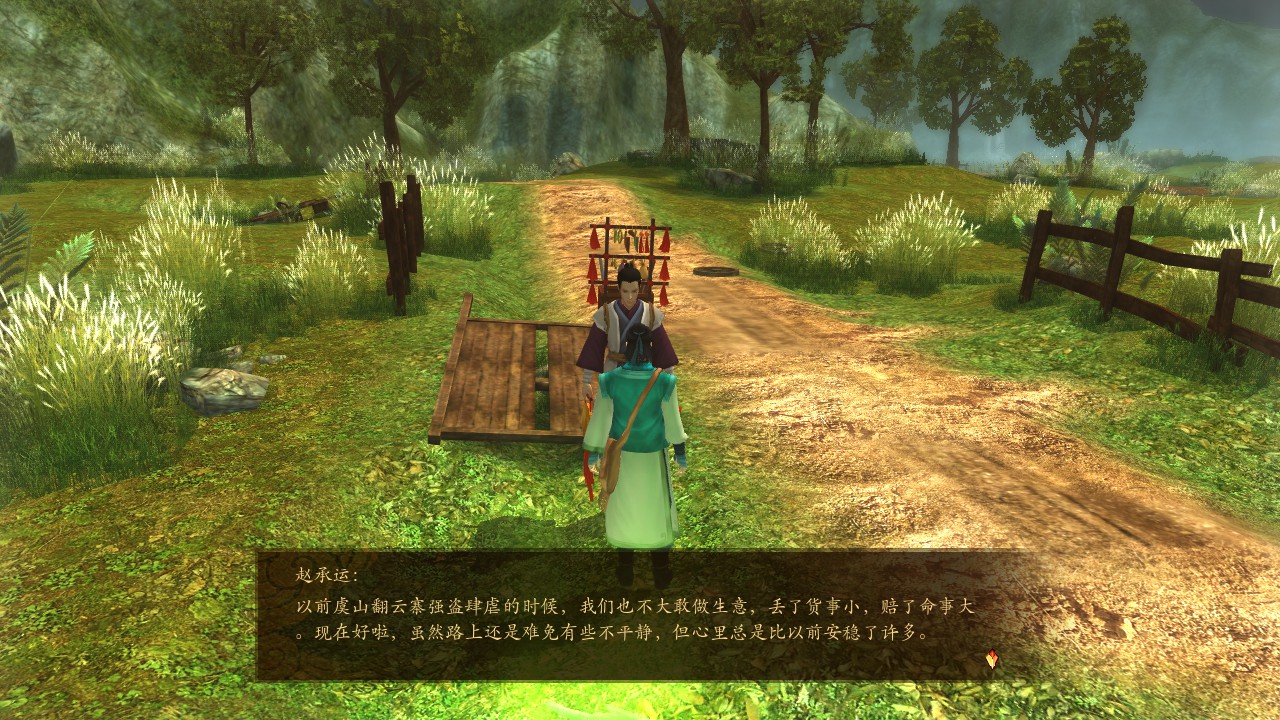 赵承运:
以前虞山翻云寨强盗肆虐的时候，我们也不大敢做生意，丢了货事小，赔了命事大
。现在好啦，虽然路上还是难免有些不平静，但心里总是比以前安稳了许多。